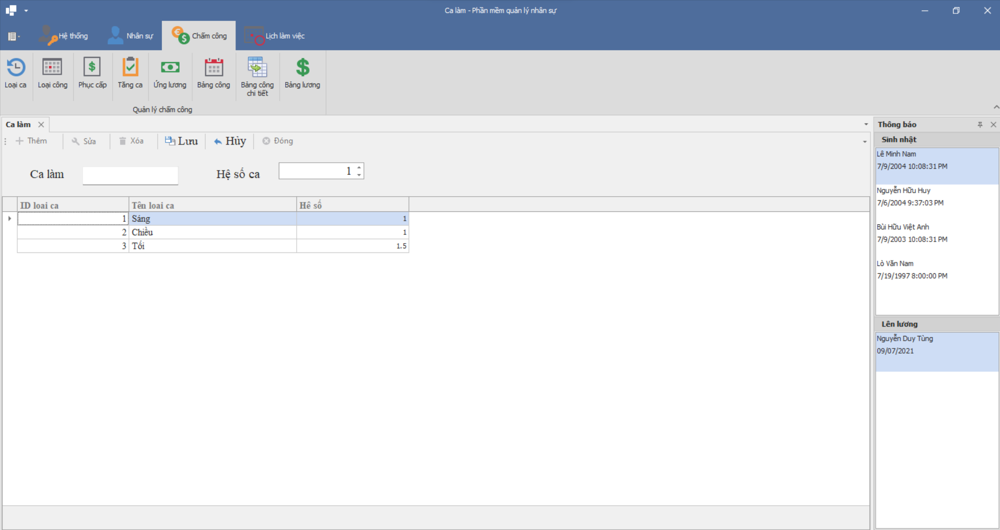 Ca làm - Phần mềm quản lý nhân sự
Hệ thống Nhân sự Chấm công Lịch làm việc
Loại ca Loại công Phục cấp Tăng ca Ứng lương Bảng công Bảng công chi tiết Bảng lương
Quản lý chấm công
Ca làm
Thêm Sửa Xóa Lưu Hủy Đóng
Ca làm Hệ số ca 1
ID loai ca Tên loai ca Hê số
1 Sáng 1
2 Chiều 1
3 Tối 1.5
Thông báo
Sinh nhật
Lê Minh Nam
7/9/2004 10:08:31 PM
Nguyễn Hữu Huy
7/6/2004 9:37:03 PM
Bùi Hữu Việt Anh
7/9/2003 10:08:31 PM
Lò Văn Nam
7/19/1997 8:00:00 PM
Lên lương
Nguyễn Duy Tùng
09/07/2021